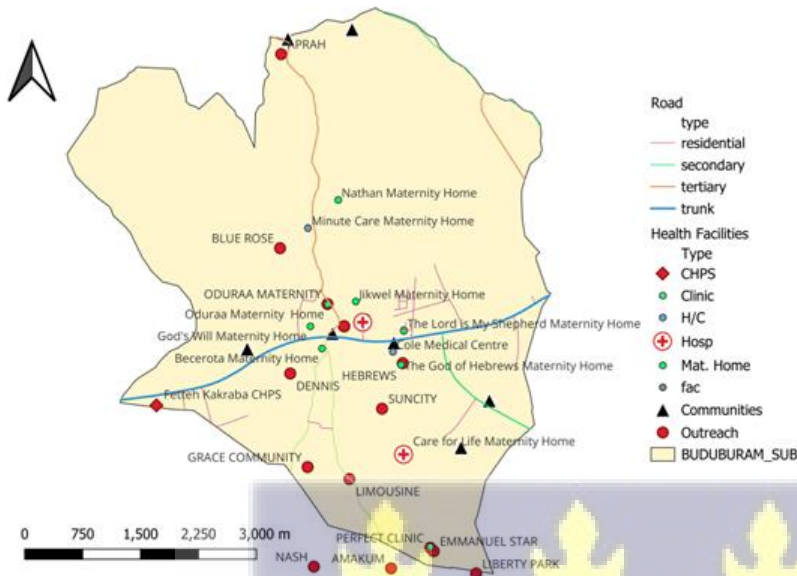 APRAH
Nathan Maternity Home
Minute Care Maternity Home
BLUE ROSE
ODURAA MATERNITY
Jikwel Maternity Home
Oduraa Maternity Home
The Lord is My Shepherd Maternity Home
God's Will Maternity Home
Cole Medical Centre
Becerota Maternity Home
HEBREWS
The God of Hebrews Maternity Home
DENNIS
Fetteh Kakraba CHPS
SUNCITY
Care for Life Maternity Home
GRACE COMMUNITY
LIMOUSINE
PERFECT CLINIC
EMMANUEL STAR
NASH
AMAKUM
LIBERTY PARK
0 750 1,500 2,250 3,000 m
Road
type
residential
secondary
tertiary
trunk
Health Facilities
Type
CHPS
Clinic
H/C
Hosp
Mat. Home
fac
Communities
Outreach
BUDUBURAM_SUB